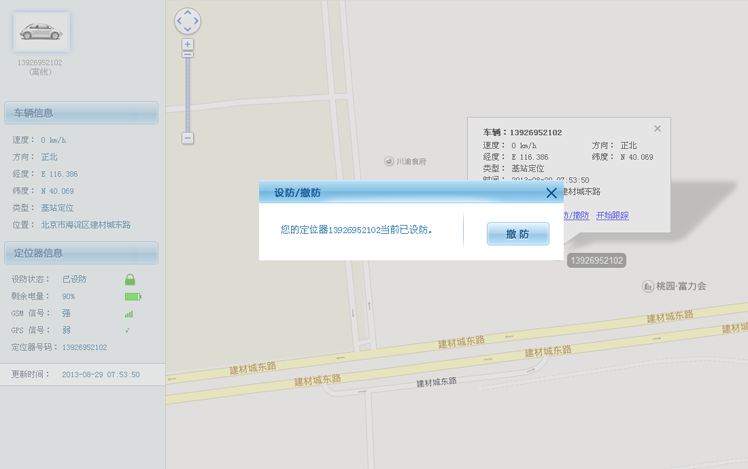 13926952102
(离线)
车辆信息
速度： 0 km/h
方向： 正北
经度： E 116.386
纬度： N 40.069
类型： 基站定位
位置： 北京市海淀区建材城东路
定位器信息
设防状态： 已设防
剩余电量： 90%
GSM 信号： 强
GPS 信号： 弱
定位器号码：13926952102
更新时间： 2013-08-29 07:53:50
川渝食府
车辆：13926952102
速度： 0 km/h 方向： 正北
经度： E 116.386 纬度： N 40.069
类型： 基站定位
时间： 2013-08-29 07:53:50
建材城东路
防/撤防 开始跟踪
设防/撤防
您的定位器13926952102当前已设防。
撤 防
13926952102
桃园·富力会
建材城东路
建材城东路
建材城东路
建材城东路
建材城东路
建材城东路
建材城